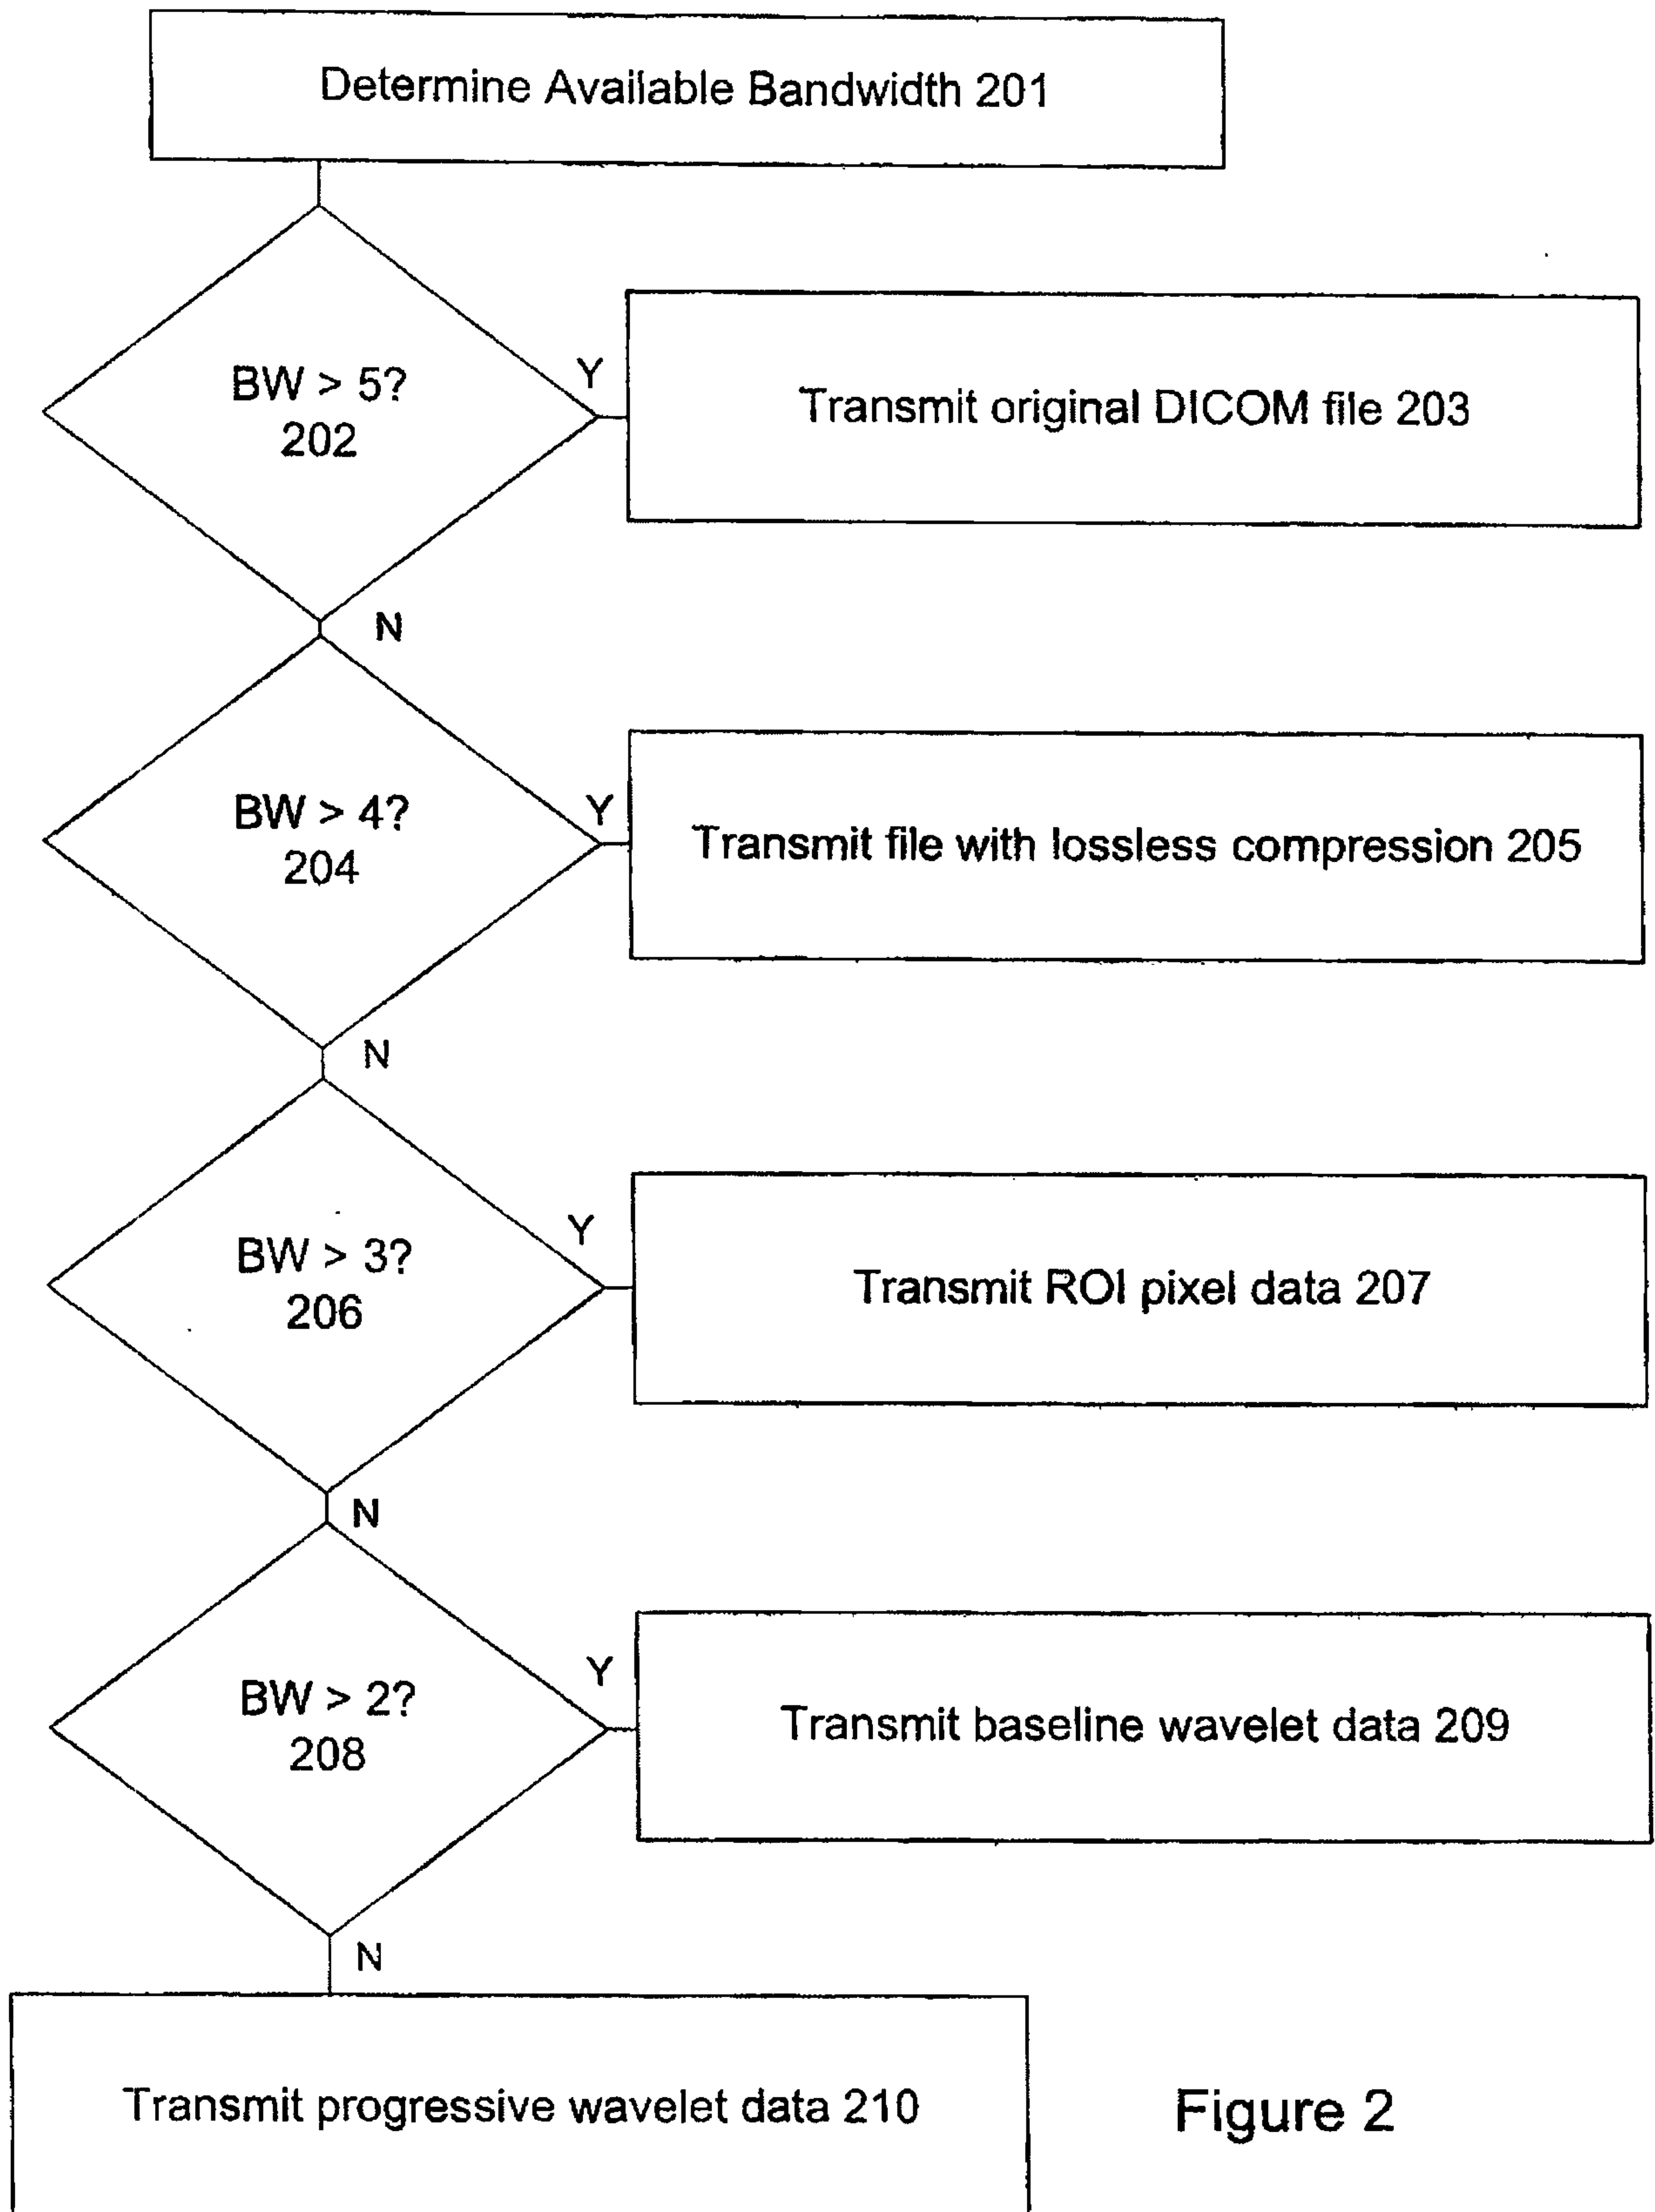 Determine Available Bandwidth 201
BW > 5?
202
Y
Transmit original DICOM file 203
N
BW > 4?
204
Y
Transmit file with lossless compression 205
N
BW > 3?
206
Y
Transmit ROI pixel data 207
N
BW > 2?
208
Y
Transmit baseline wavelet data 209
N
Transmit progressive wavelet data 210
Figure 2